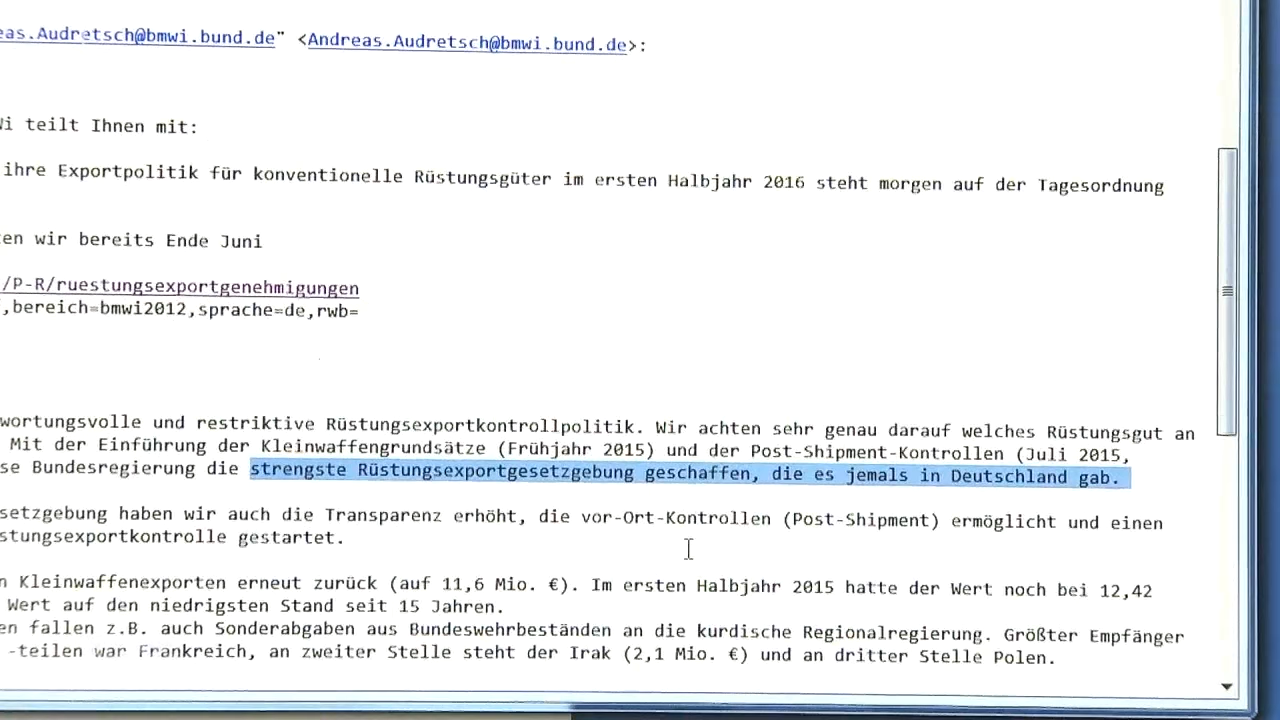 eas.Audretsch@bmwi.bund.de" <Andreas.Audretsch@bmwi.bund.de>:
Wi teilt Ihnen mit:
ihre Exportpolitik für konventionelle Rüstungsgüter im ersten Halbjahr 2016 steht morgen auf der Tagesordnung
en wir bereits Ende Juni
/P-R/ruestungsexportgenehmigungen
,bereich=bmwi2012,sprache=de,rwb=
wortungsvolle und restriktive Rüstungsexportkontrollpolitik. Wir achten sehr genau darauf welches Rüstungsgut an
Mit der Einführung der Kleinwaffengrundsätze (Frühjahr 2015) und der Post-Shipment-Kontrollen (Juli 2015,
se Bundesregierung die strengste Rüstungsexportgesetzgebung geschaffen, die es jemals in Deutschland gab.
setzgebung haben wir auch die Transparenz erhöht, die vor-Ort-Kontrollen (Post-Shipment) ermöglicht und einen
stungsexportkontrolle gestartet.
n Kleinwaffenexporten erneut zurück (auf 11,6 Mio. €). Im ersten Halbjahr 2015 hatte der Wert noch bei 12,42
Wert auf den niedrigsten Stand seit 15 Jahren.
en fallen z.B. auch Sonderabgaben aus Bundeswehrbeständen an die kurdische Regionalregierung. Größter Empfänger
-teilen war Frankreich, an zweiter Stelle steht der Irak (2,1 Mio. €) und an dritter Stelle Polen.